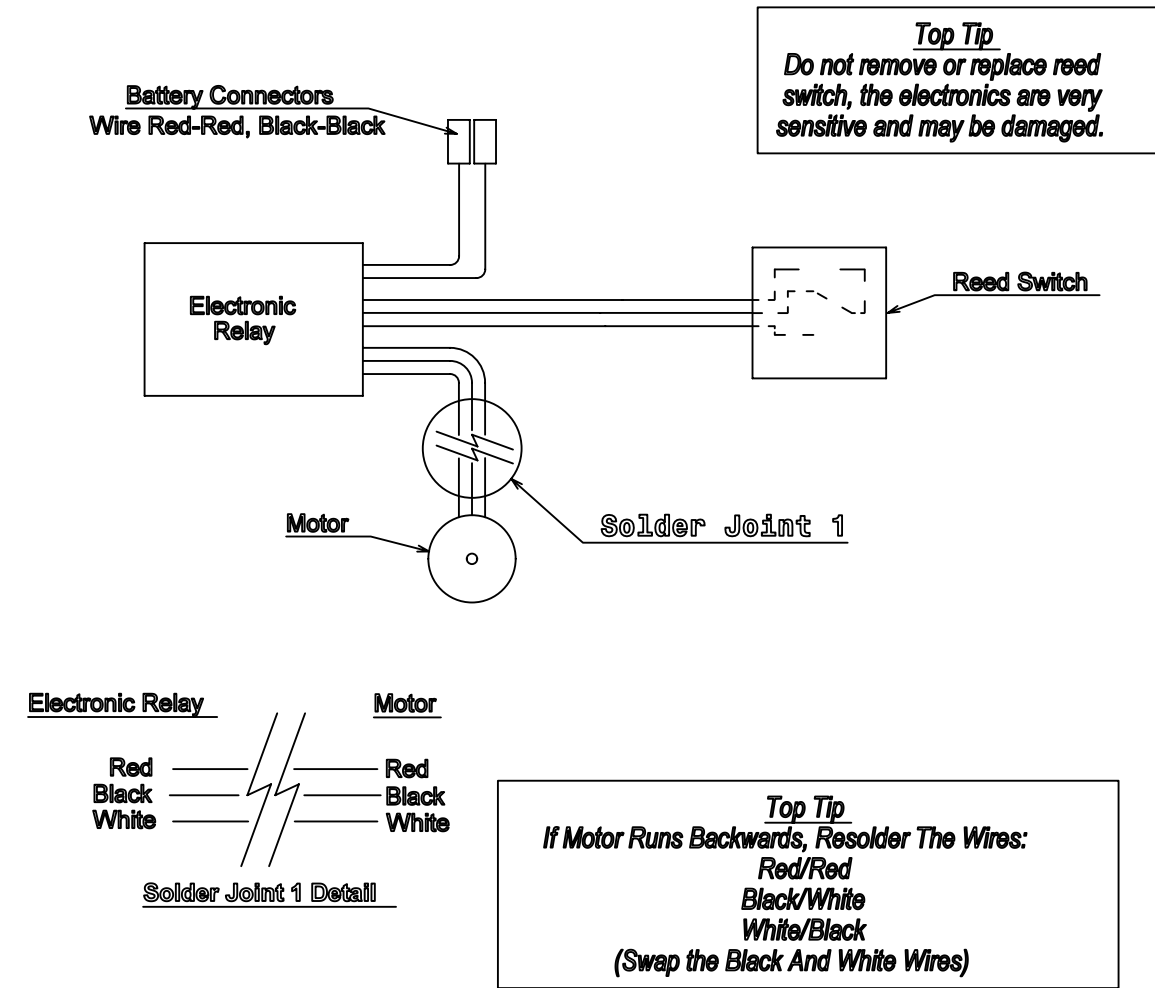 Top Tip
Do not remove or replace reed
switch, the electronics are very
sensitive and may be damaged.
Battery Connectors
Wire Red-Red, Black-Black
Electronic
Relay
Reed Switch
Motor
Solder Joint 1
Electronic Relay
Motor
Red
Red
Black
Black
White
White
Solder Joint 1 Detail
Top Tip
If Motor Runs Backwards, Resolder The Wires:
Red/Red
Black/White
White/Black
(Swap the Black And White Wires)